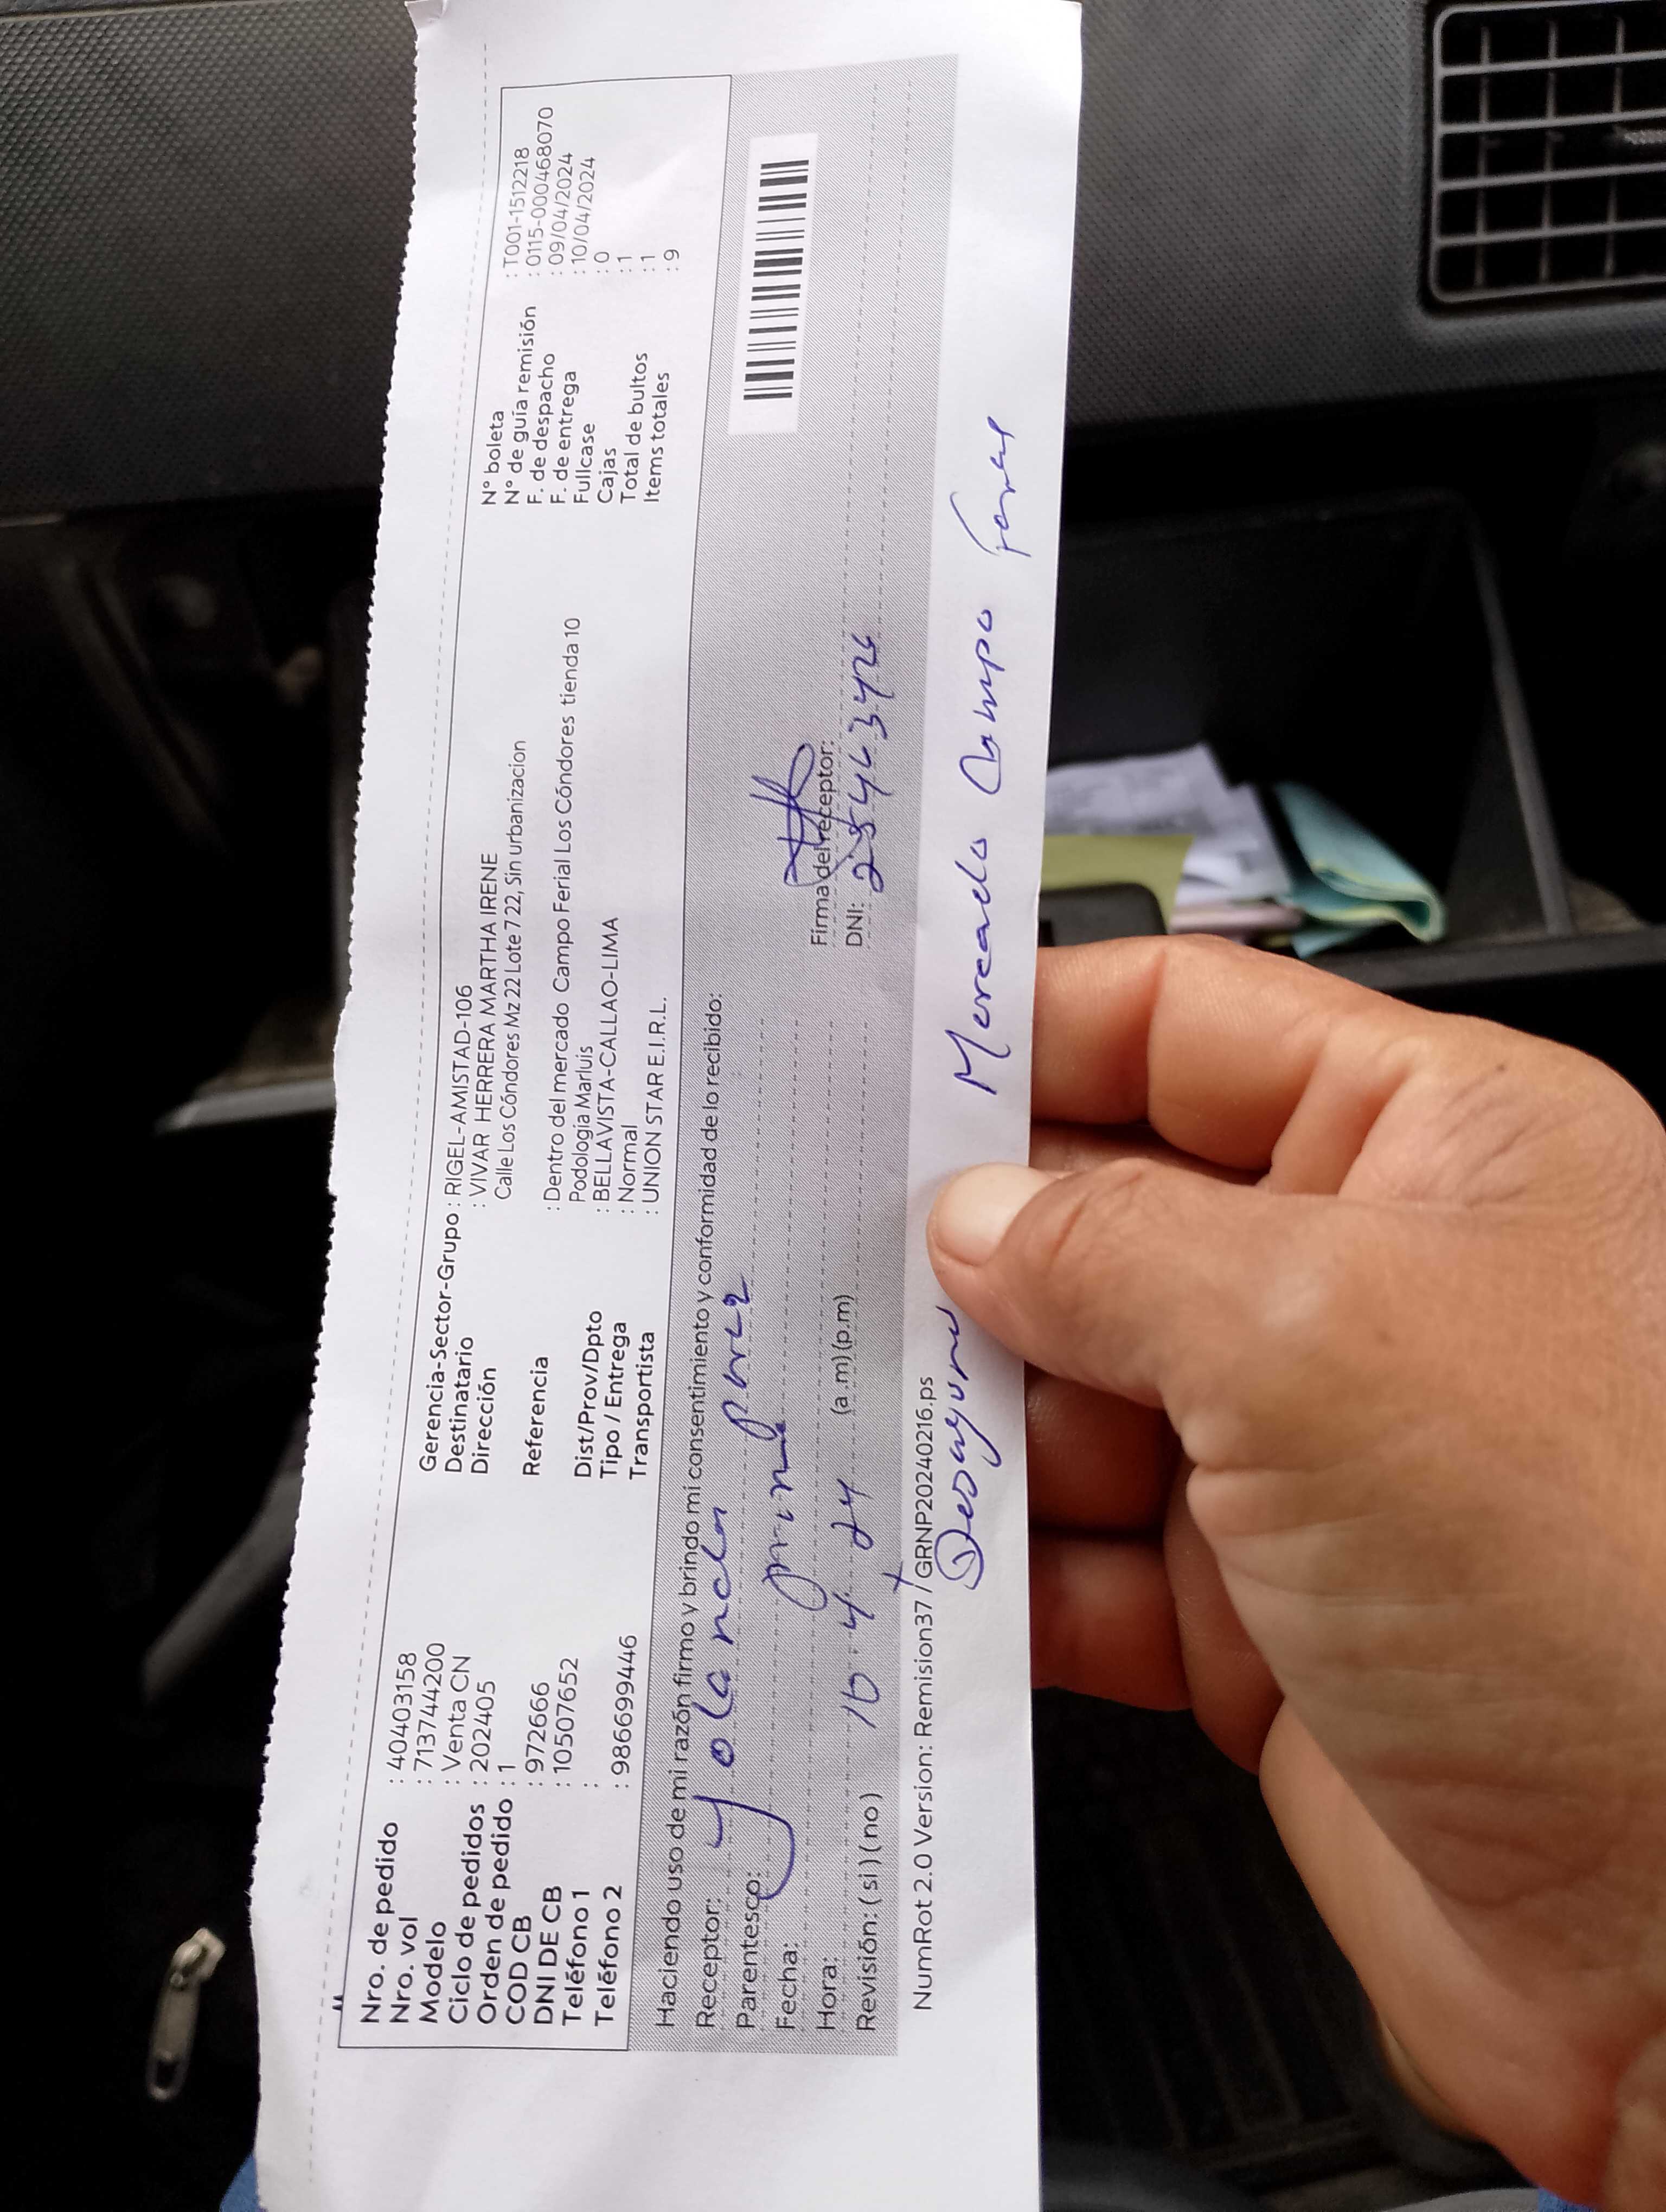 Nro. de pedido : 40403158
Nro. vol : 713744200
Modelo : Venta CN
Ciclo de pedidos : 202405
Orden de pedido : 1
COD CB : 972666
DNI DE CB : 10507652
Teléfono 1 :
Teléfono 2 : 986699446
Gerencia-Sector-Grupo : RIGEL-AMISTAD-106
Destinatario : VIVAR HERRERA MARTHA IRENE
Dirección Calle Los Cóndores Mz 22 Lote 7 22, Sin urbanizacion
Referencia : Dentro del mercado Campo Ferial Los Cóndores tienda 10
Podología Marluis
Dist/Prov/Dpto : BELLAVISTA-CALLAO-LIMA
Tipo / Entrega : Normal
Transportista : UNION STAR E.I.R.L.
N° boleta : T001-1512218
N° de guía remisión : 0115-0000468070
F. de despacho : 09/04/2024
F. de entrega : 10/04/2024
Fullcase : 0
Cajas : 1
Total de bultos : 1
Items totales : 9
Haciendo uso de mi razón firmo y brindo mi consentimiento y conformidad de lo recibido:
Receptor: Yolanda
Parentesco: prima
Fecha: 10 4 24
Hora: (a.m) (p.m)
Revisión: (si) (no)
Firma del receptor:
DNI:
NumRot 2.0 Version: Remision37 / GRNP20240216.ps
Desayuno Mercado Campo